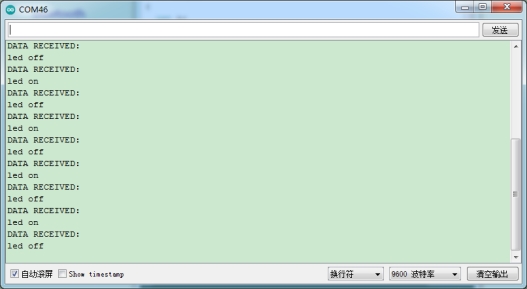 COM46
发送
DATA RECEIVED:
led off
DATA RECEIVED:
led on
DATA RECEIVED:
led off
DATA RECEIVED:
led on
DATA RECEIVED:
led off
DATA RECEIVED:
led on
DATA RECEIVED:
led off
DATA RECEIVED:
led on
DATA RECEIVED:
led off
自动滚屏 Show timestamp 换行符 9600 波特率 清空输出